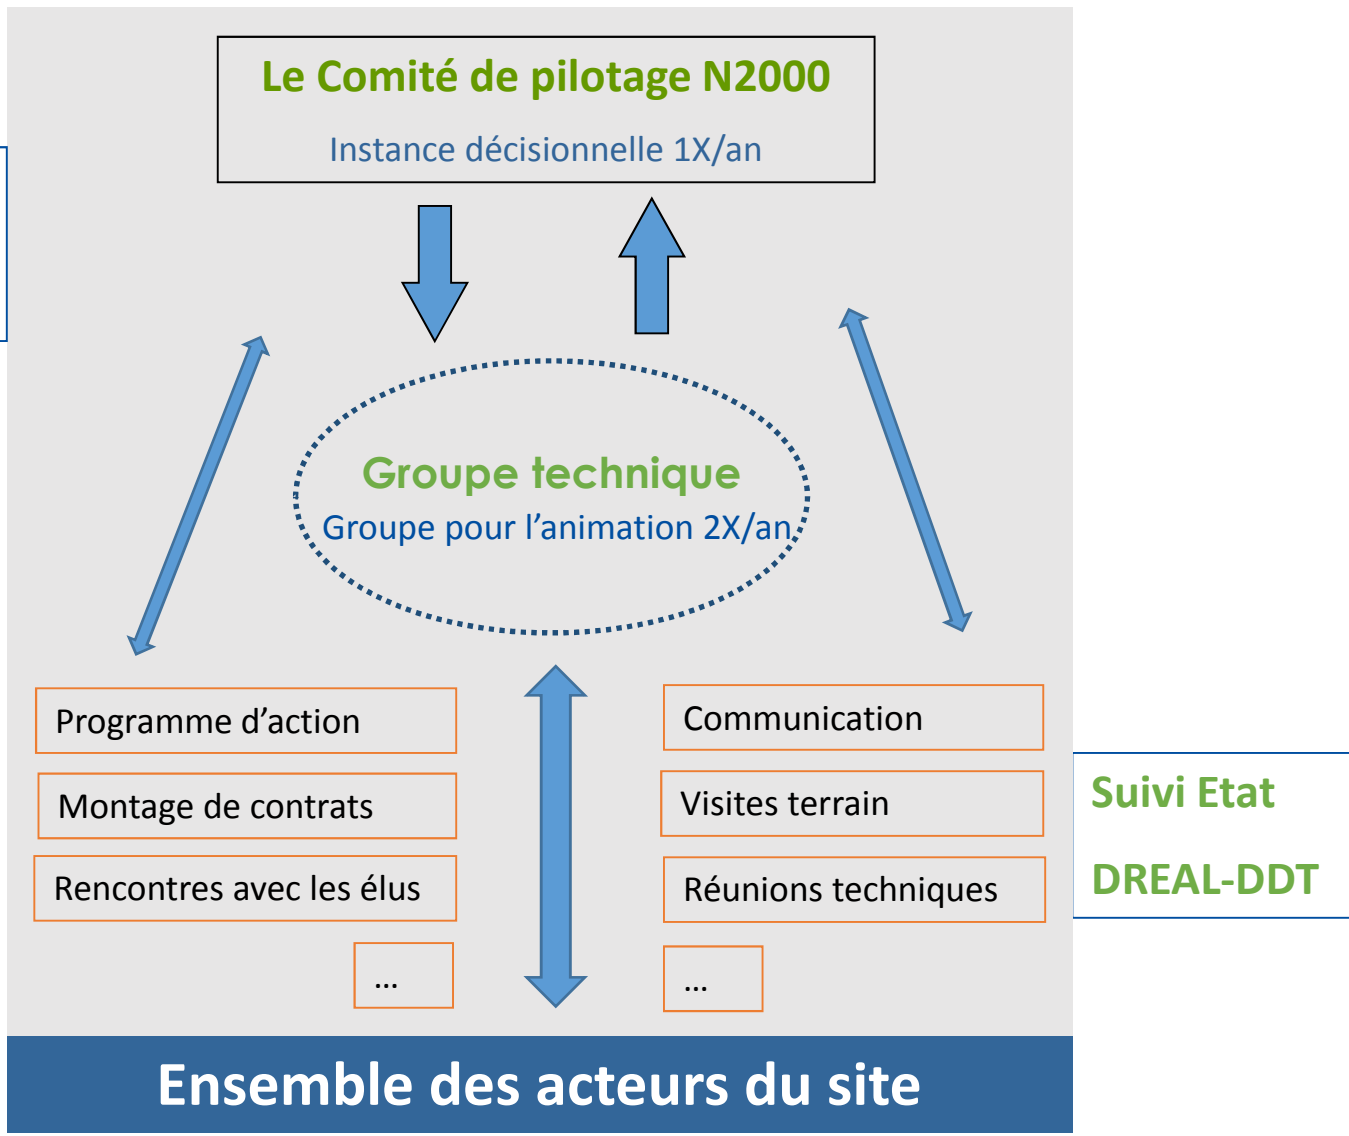 Le Comité de pilotage N2000
Instance décisionnelle 1X/an
Groupe technique
Groupe pour l’animation 2X/an
Programme d’action
Montage de contrats
Rencontres avec les élus
...
Communication
Visites terrain
Réunions techniques
...
Suivi Etat
DREAL-DDT
Ensemble des acteurs du site